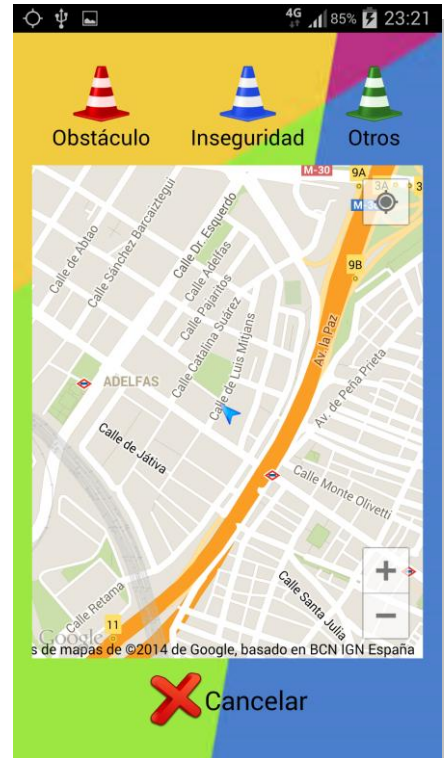 4G 85% 23:21
Obstáculo Inseguridad Otros
M-30
9A
3A
3
9B
Calle de Abtao
Calle Sánchez Barcaiztegui
Calle Dr. Esquerdo
Calle Adelfas
Calle Pajaritos
Calle Catalina Suárez
Calle de Luis Mitjans
Av. la Paz
Av. de Peña Prieta
ADELFAS
Calle de Játiva
Calle Monte Olivetti
Calle Santa Julia
Calle Retama
11
+
−
Google
s de mapas de ©2014 de Google, basado en BCN IGN España
Cancelar